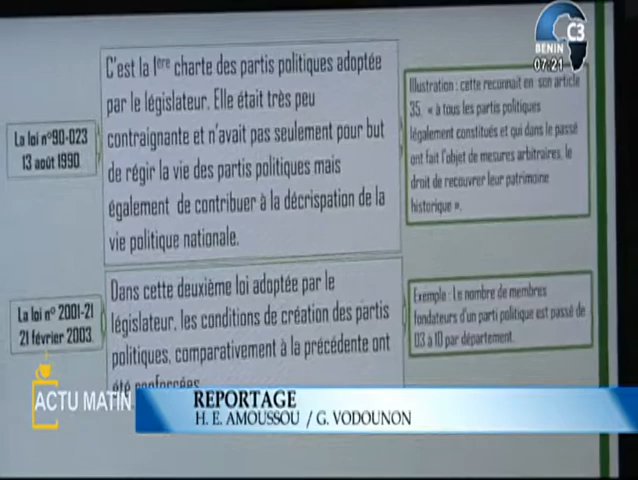 C3
BENIN
07:21
La loi n°90-023
13 août 1990
C'est la 1ère charte des partis politiques adoptée
par le législateur. Elle était très peu
contraignante et n'avait pas seulement pour but
de régir la vie des partis politiques mais
également de contribuer à la décrispation de la
vie politique nationale.
Illustration : cette reconnait en son article
35, « à tous les partis politiques
légalement constitués et qui dans le passé
ont fait l'objet de mesures arbitraires, le
droit de recouvrer leur patrimoine
historique ».
La loi n° 2001-21
21 février 2003
Dans cette deuxième loi adoptée par le
législateur, les conditions de création des partis
politiques, comparativement à la précédente ont
été renforcées
Exemple : Le nombre de membres
fondateurs d'un parti politique est passé de
03 à 10 par département.
ACTU MATIN
REPORTAGE
H. E. AMOUSSOU / G. VODOUNON